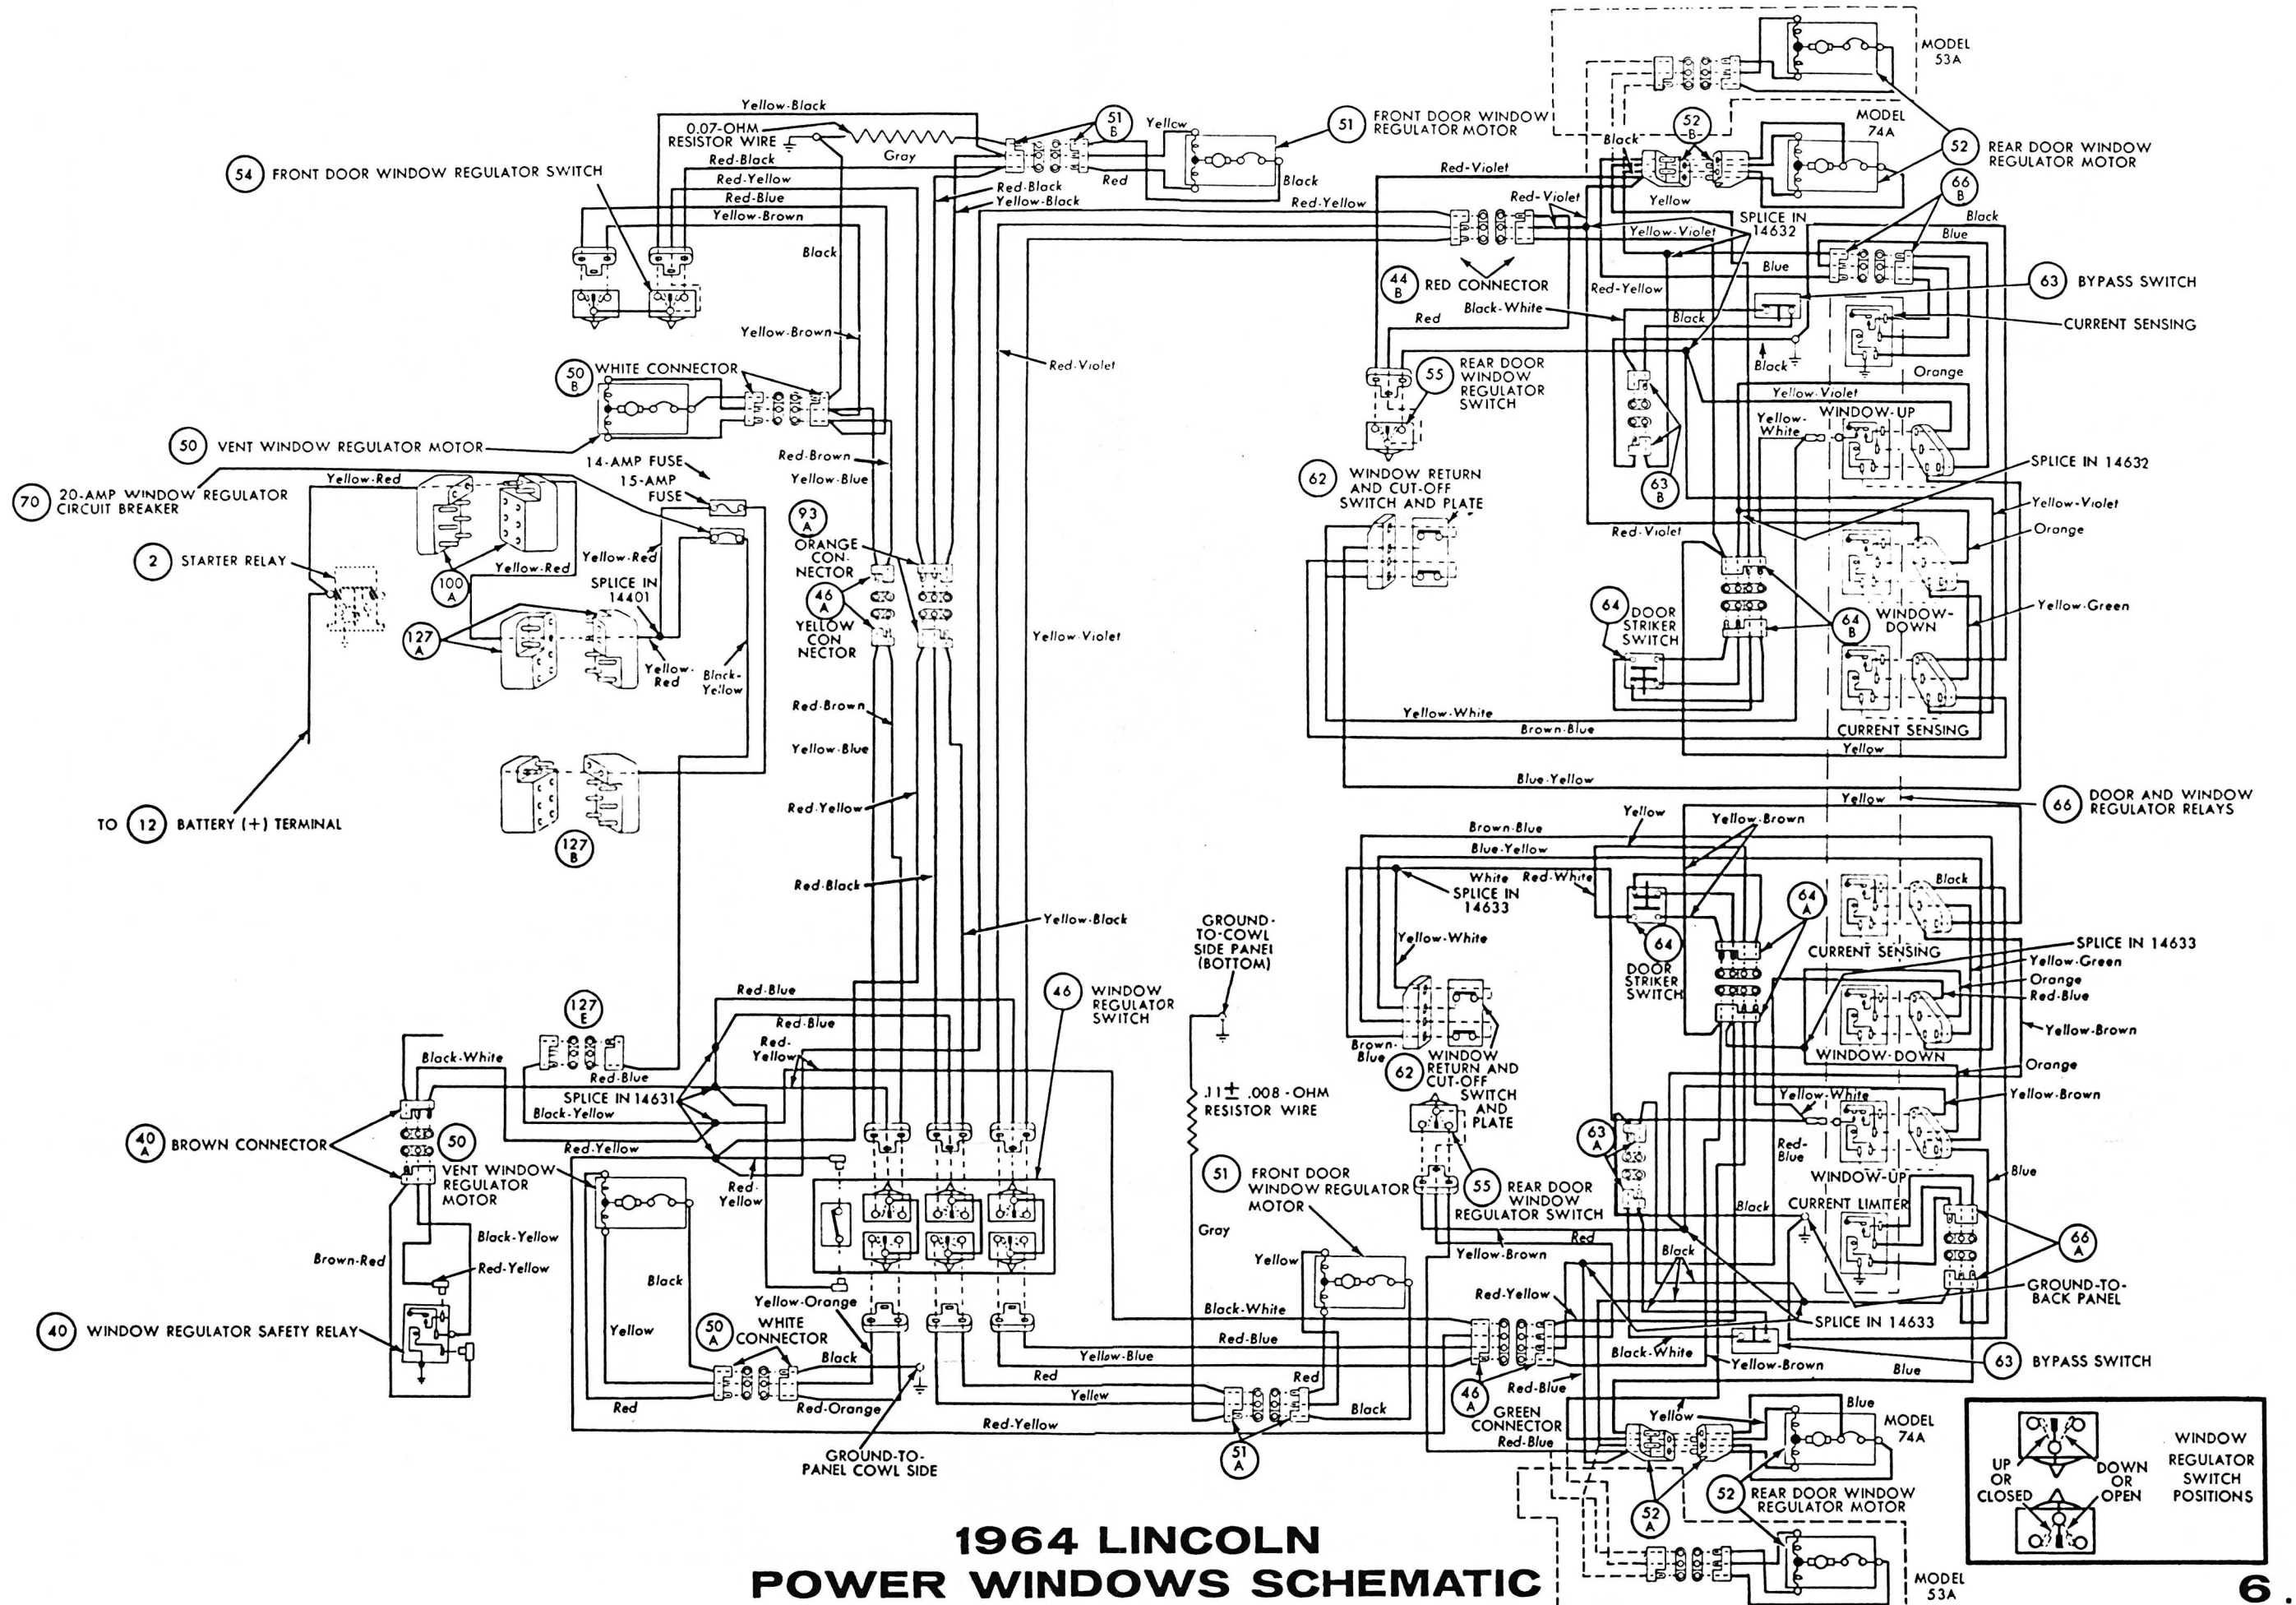 MODEL
53A
Yellow-Black
0.07-OHM
RESISTOR WIRE
Gray
51
B
Yellow
51
FRONT DOOR WINDOW
REGULATOR MOTOR
52
B
Black
MODEL
74A
52
REAR DOOR WINDOW
REGULATOR MOTOR
54
FRONT DOOR WINDOW REGULATOR SWITCH
Red-Black
Red-Yellow
Red-Blue
Yellow-Brown
Red
Black
Red-Black
Yellow-Black
Red-Violet
Red-Yellow
Red-Violet
Yellow
SPLICE IN
14632
66
B
Black
Blue
Yellow-Violet
Black
Blue
44
B
RED CONNECTOR
Red-Yellow
63
BYPASS SWITCH
Black-White
Red
Black
CURRENT SENSING
Yellow-Brown
Red-Violet
50
B
WHITE CONNECTOR
55
REAR DOOR
WINDOW
REGULATOR
SWITCH
Black
Orange
Yellow-Violet
Yellow-
White
WINDOW-UP
50
VENT WINDOW REGULATOR MOTOR
14-AMP FUSE
15-AMP
FUSE
Red-Brown
Yellow-Blue
70
20-AMP WINDOW REGULATOR
CIRCUIT BREAKER
Yellow-Red
62
WINDOW RETURN
AND CUT-OFF
SWITCH AND PLATE
63
B
SPLICE IN 14632
Yellow-Violet
Red-Violet
Orange
93
A
ORANGE
CON-
NECTOR
2
STARTER RELAY
100
A
Yellow-Red
Yellow-Red
SPLICE IN
14401
46
A
YELLOW
CON
NECTOR
127
A
Yellow-
Red
Black-
Yellow
Yellow-Violet
64
DOOR
STRIKER
SWITCH
64
B
WINDOW-
DOWN
Yellow-Green
Red-Brown
Yellow-Blue
Yellow-White
Brown-Blue
CURRENT SENSING
Yellow
Blue-Yellow
Red-Yellow
TO
12
BATTERY (+) TERMINAL
127
B
Yellow
66
DOOR AND WINDOW
REGULATOR RELAYS
Yellow
Yellow-Brown
Brown-Blue
Blue-Yellow
Red-Black
White
Red-White
SPLICE IN
14633
Black
64
A
Yellow-Black
GROUND-
TO-COWL
SIDE PANEL
(BOTTOM)
Yellow-White
64
DOOR
STRIKER
SWITCH
CURRENT SENSING
SPLICE IN 14633
Yellow-Green
Orange
Red-Blue
Yellow-Brown
Red-Blue
46
WINDOW
REGULATOR
SWITCH
127
E
Red-Blue
Red-
Yellow
Black-White
Red-Blue
SPLICE IN 14631
Black-Yellow
Brown-
Blue
62
WINDOW
RETURN AND
CUT-OFF
SWITCH
AND
PLATE
WINDOW-DOWN
Orange
Yellow-White
Yellow-Brown
.11± .008-OHM
RESISTOR WIRE
40
A
BROWN CONNECTOR
50
VENT WINDOW
REGULATOR
MOTOR
Red-Yellow
Red-
Yellow
63
A
Red-
Blue
WINDOW-UP
Blue
51
FRONT DOOR
WINDOW REGULATOR
MOTOR
55
REAR DOOR
WINDOW
REGULATOR SWITCH
Black
CURRENT LIMITER
66
A
Gray
Yellow
Yellow-Brown
Red
Black
Black-Yellow
Red-Yellow
Brown-Red
Black
GROUND-TO-
BACK PANEL
Yellow-Orange
Black-White
Red-Yellow
SPLICE IN 14633
40
WINDOW REGULATOR SAFETY RELAY
Yellow
50
A
WHITE
CONNECTOR
Black
Red-Blue
Yellow-Blue
Black-White
Yellow-Brown
Blue
63
BYPASS SWITCH
Red
Yellow
Red
Red-Orange
Red
Black
Red-Yellow
46
A
GREEN
CONNECTOR
Red-Blue
Yellow
Blue
MODEL
74A
Red-Blue
51
A
GROUND-TO-
PANEL COWL SIDE
52
A
52
REAR DOOR WINDOW
REGULATOR MOTOR
MODEL
53A
UP
OR
CLOSED
DOWN
OR
OPEN
WINDOW
REGULATOR
SWITCH
POSITIONS
1964 LINCOLN
POWER WINDOWS SCHEMATIC
6.